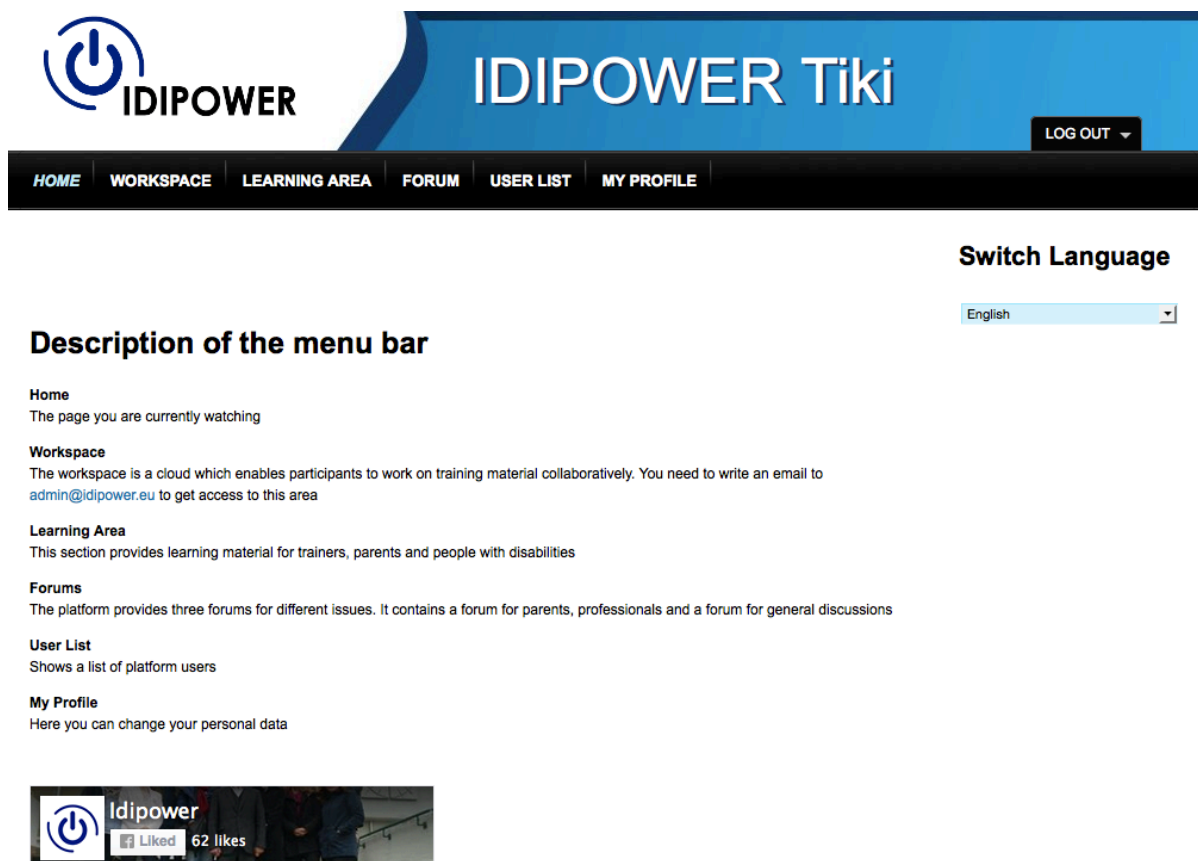 IDIPOWER
IDIPOWER Tiki
LOG OUT
HOME WORKSPACE LEARNING AREA FORUM USER LIST MY PROFILE
Switch Language
English
Description of the menu bar
Home
The page you are currently watching
Workspace
The workspace is a cloud which enables participants to work on training material collaboratively. You need to write an email to
admin@idipower.eu to get access to this area
Learning Area
This section provides learning material for trainers, parents and people with disabilities
Forums
The platform provides three forums for different issues. It contains a forum for parents, professionals and a forum for general discussions
User List
Shows a list of platform users
My Profile
Here you can change your personal data
Idipower
Liked 62 likes